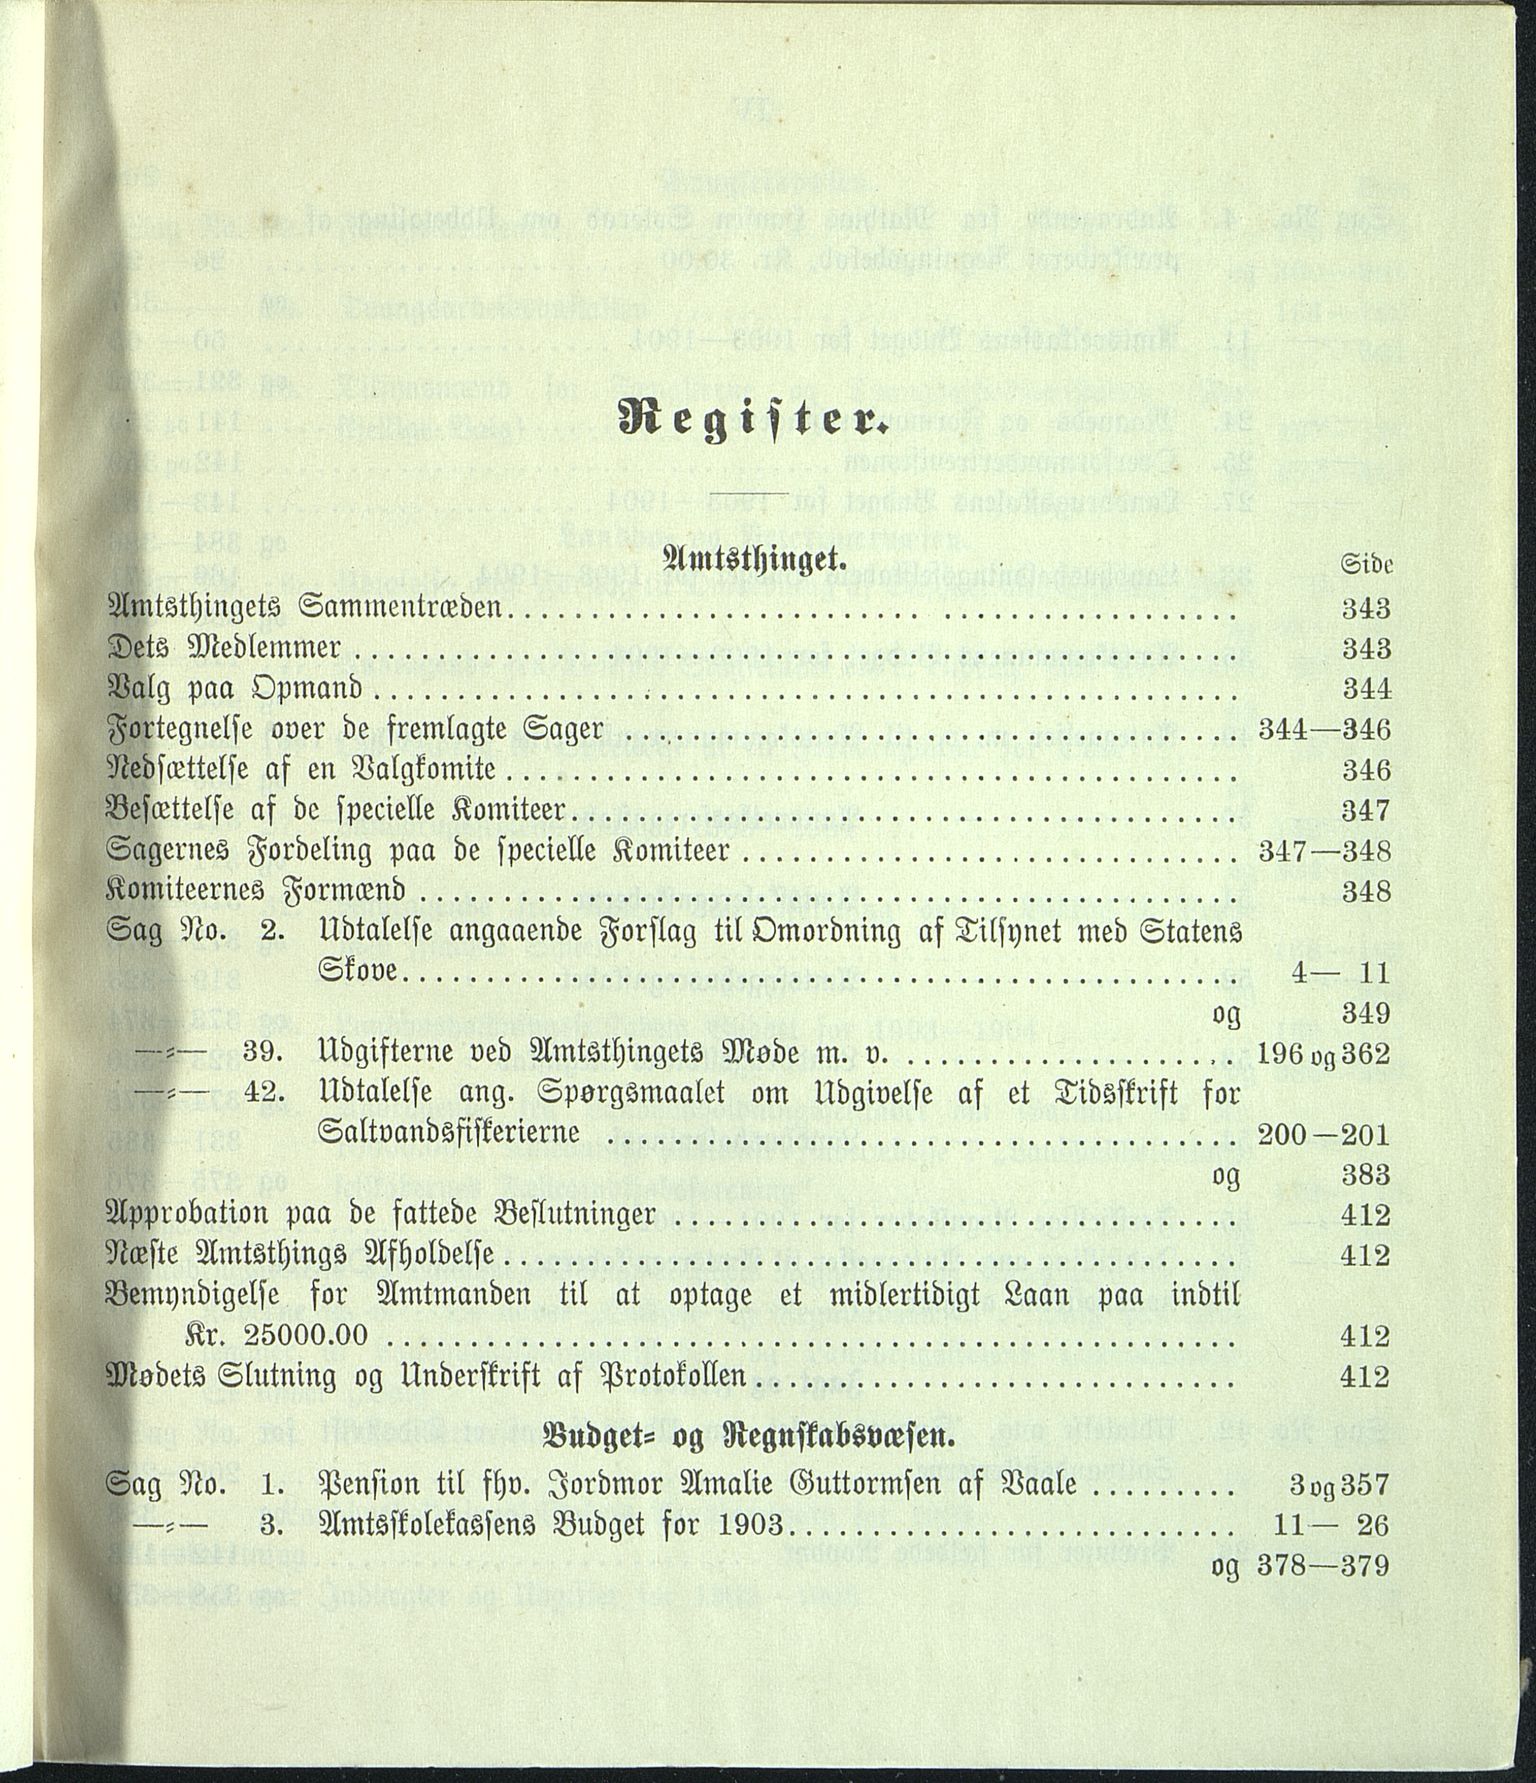 Register.
Amtsthinget.
Side
Amtsthingets Sammentræden........................... .................. 343
Dets Medlemmer ...................................................... 343
Valg paa Opmand ..................................................... 344
Fortegnelse over de fremlagte Sager ..................................... 344—346
Nedsættelse af en Valgkomite ............................................. 346
Besættelse af de specielle Komiteer......................................... 347
Sagernes Fordeling paa de specielle Komiteer .............................. 347—348
Komiteernes Formænd .................................................. 348
Sag No. 2. Udtalelse angaaende Forslag til Omordning af Tilsynet med Statens
Skove................................................... 4— 11
og 349
—„— 39. Udgifterne ved Amtsthingets Møde m. v. .................... 196 og 362
—„— 42. Udtalelse ang. Spørgsmaalet om Udgivelse af et Tidsskrift for
Saltvandsfiskerierne ...................................... 200—201
og 383
Approbation paa de fattede Beslutninger .................................. 412
Næste Amtsthings Afholdelse ............................................. 412
Bemyndigelse for Amtmanden til at optage et midlertidigt Laan paa indtil
Kr. 25000.00 .................................................... 412
Mødets Slutning og Underskrift af Protokollen ............................. 412
Budget- og Regnskabsvæsen.
Sag No. 1. Pension til fhv. Jordmor Amalie Guttormsen af Vaale ......... 3 og 357
—„— 3. Amtsskolekassens Budget for 1903........................... 11— 26
og 378—379